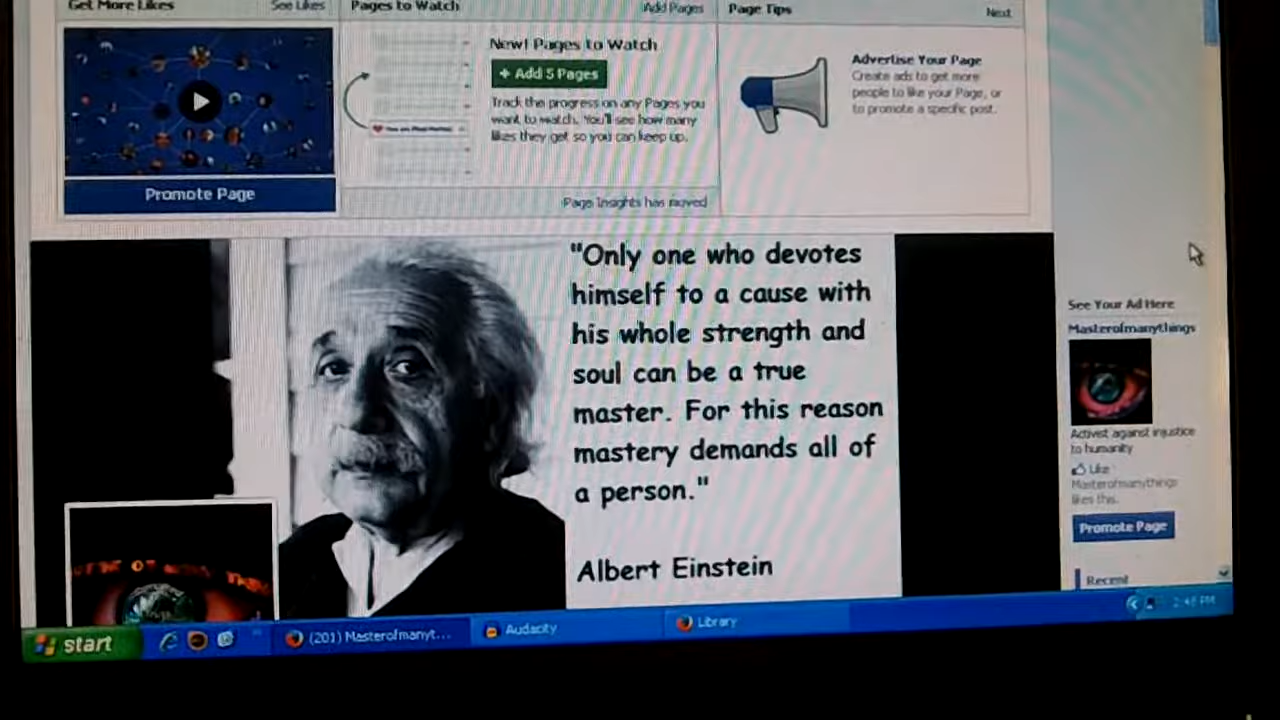 Get More Likes
See Likes
Pages to Watch
Add Pages
Page Tips
Next
New! Pages to Watch
+ Add 5 Pages
Track the progress on any Pages you
want to watch. You'll see how many
likes they get so you can keep up.
Advertise Your Page
Create ads to get more
people to like your Page, or
to promote a specific post.
Promote Page
Page Insights has moved
"Only one who devotes
himself to a cause with
his whole strength and
soul can be a true
master. For this reason
mastery demands all of
a person."
Albert Einstein
See Your Ad Here
Masterofmanythings
Activist against injustice
to humanity
Like
Masterofmanythings
likes this.
Promote Page
Recent
start
(201) Masterofmanyt...
Audacity
Library
2:48 PM